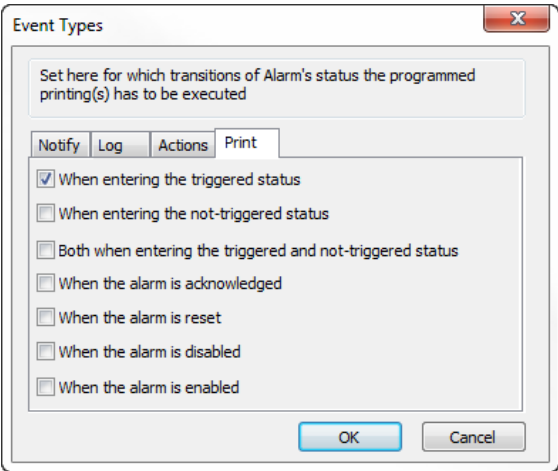 Event Types
Set here for which transitions of Alarm's status the programmed
printing(s) has to be executed
Notify Log Actions Print
When entering the triggered status
When entering the not-triggered status
Both when entering the triggered and not-triggered status
When the alarm is acknowledged
When the alarm is reset
When the alarm is disabled
When the alarm is enabled
OK Cancel